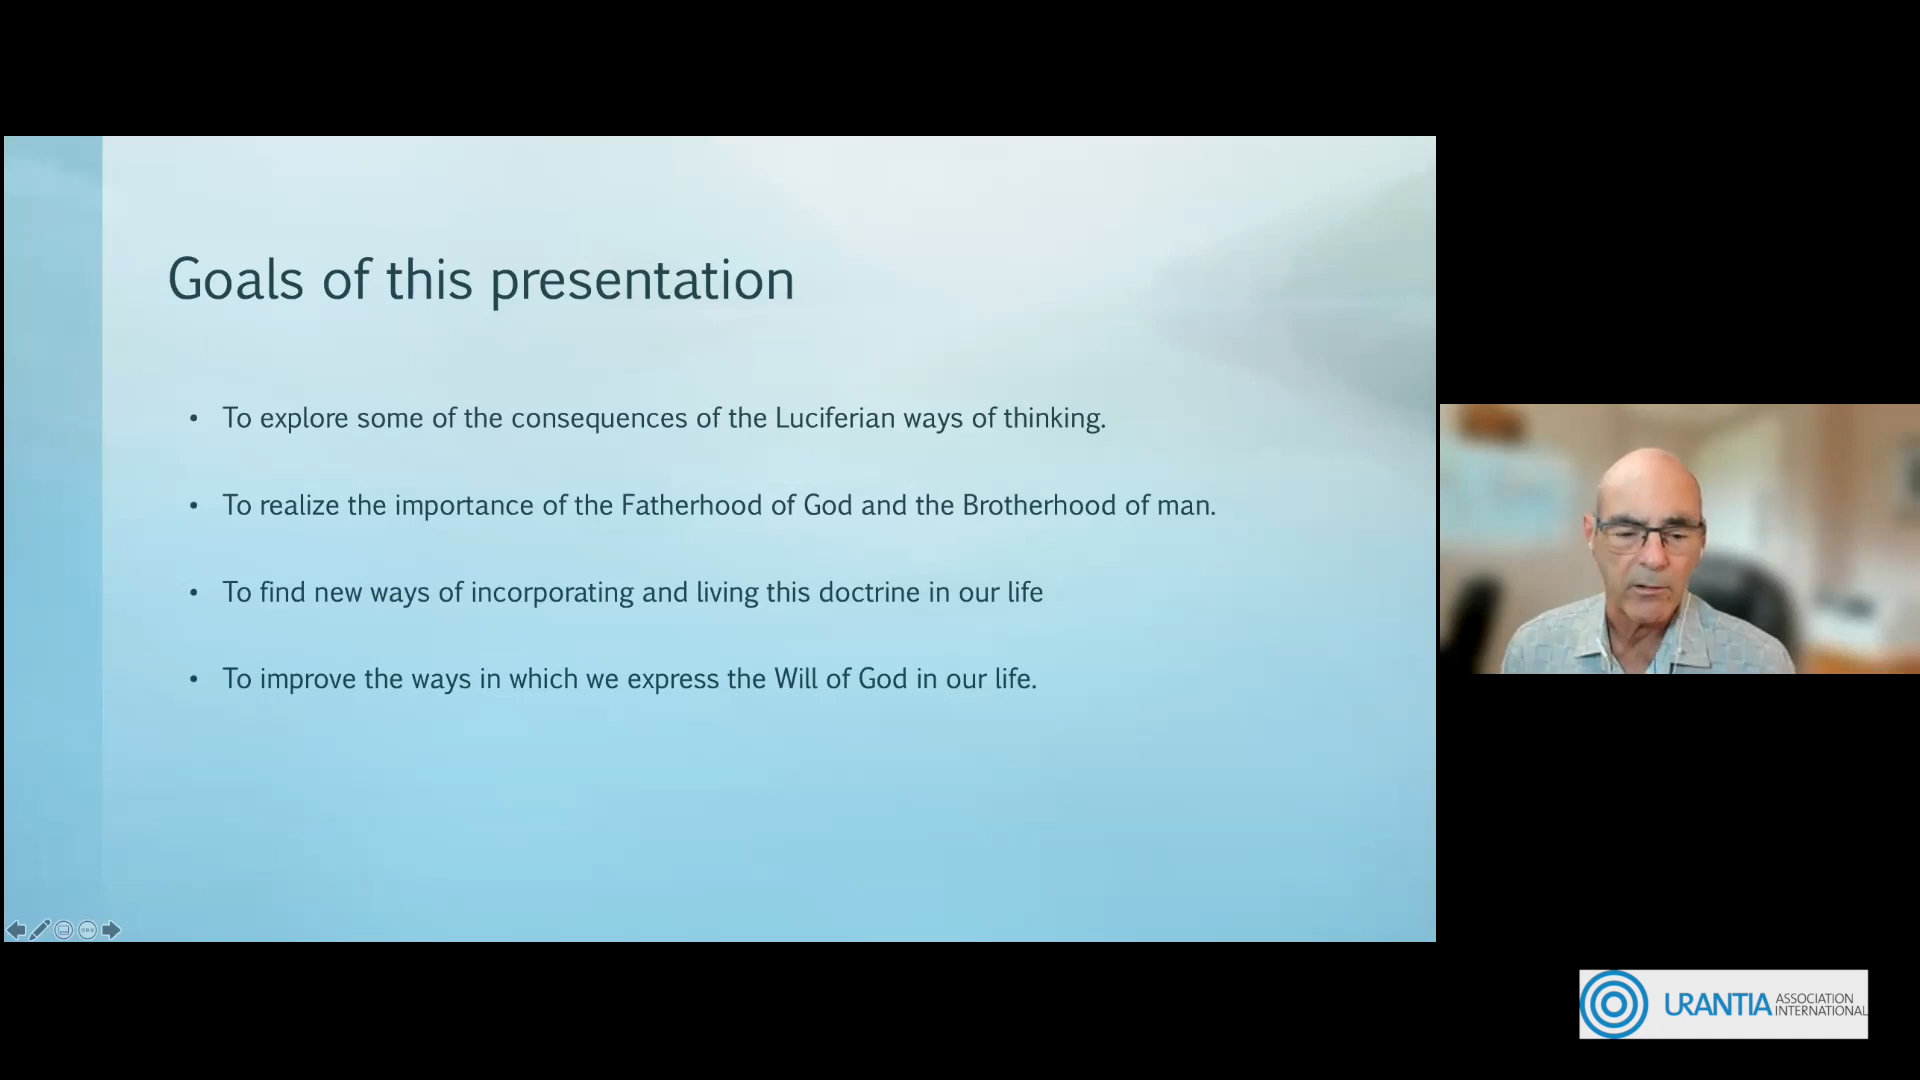 Goals of this presentation
• To explore some of the consequences of the Luciferian ways of thinking.
• To realize the importance of the Fatherhood of God and the Brotherhood of man.
• To find new ways of incorporating and living this doctrine in our life
• To improve the ways in which we express the Will of God in our life.
URANTIA ASSOCIATION
INTERNATIONAL